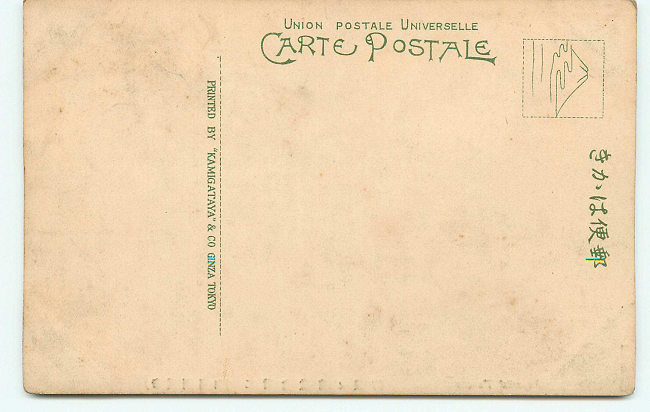 UNION POSTALE UNIVERSELLE
CARTE POSTALE
PRINTED BY "KAMIGATAYA" & CO GINZA TOKYO
きかは便郵